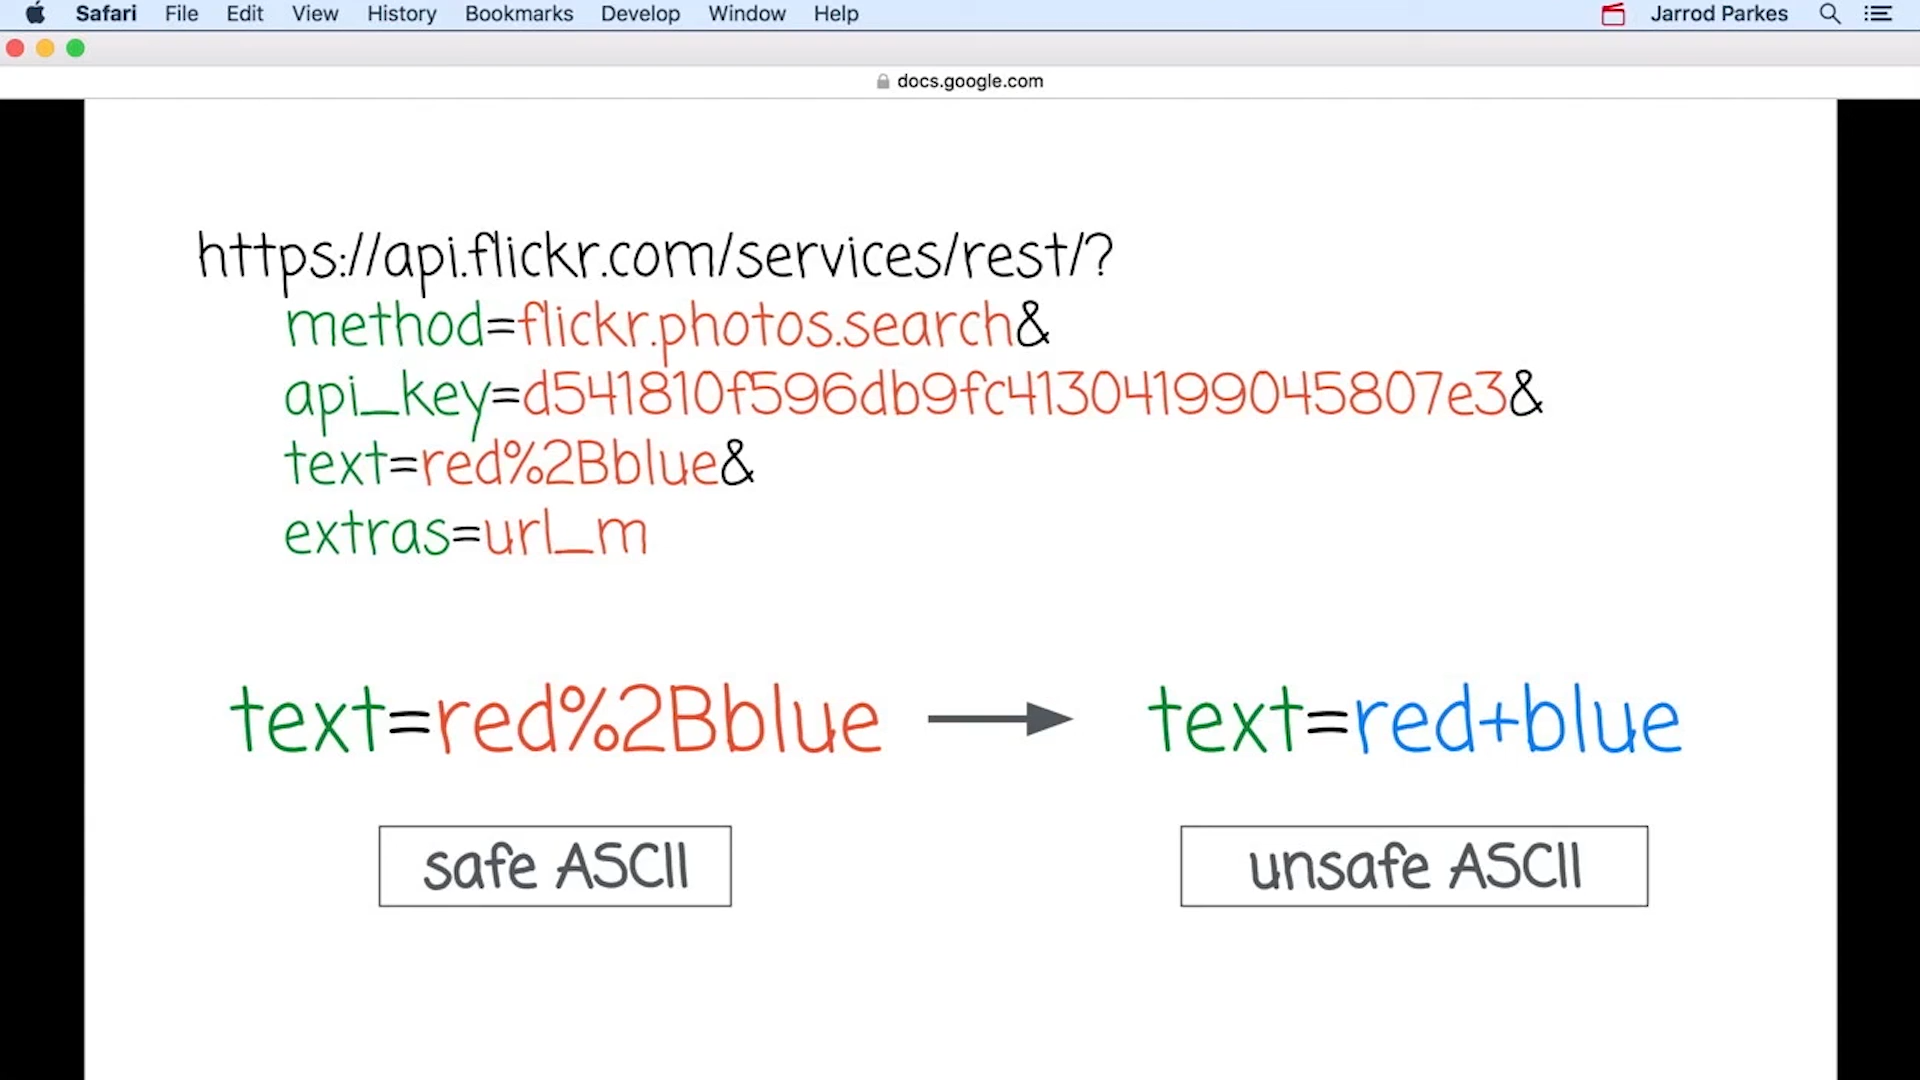 Safari File Edit View History Bookmarks Develop Window Help Jarrod Parkes
docs.google.com
https://api.flickr.com/services/rest/?
method=flickr.photos.search&
api_key=d541810f596db9fc41304199045807e3&
text=red%2Bblue&
extras=url_m
text=red%2Bblue text=red+blue
safe ASCII unsafe ASCII